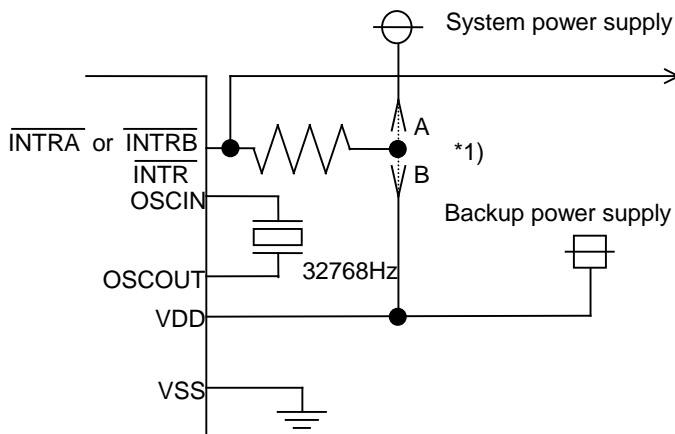 System power supply
A
INTRA or INTRB
*1)
INTR
B
OSCIN
Backup power supply
OSCOUT
32768Hz
VDD
VSS